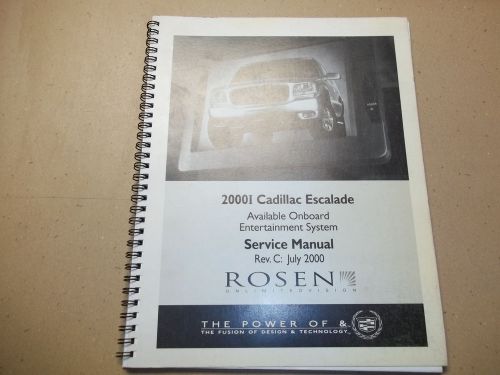 2000I Cadillac Escalade
Available Onboard
Entertainment System
Service Manual
Rev. C: July 2000
ROSEN
UNLIMITEDVISION
THE POWER OF &
THE FUSION OF DESIGN & TECHNOLOGY